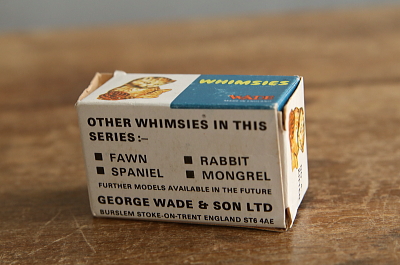 WHIMSIES
WADE
OTHER WHIMSIES IN THIS
SERIES :-
FAWN RABBIT
SPANIEL MONGREL
FURTHER MODELS AVAILABLE IN THE FUTURE
GEORGE WADE & SON LTD
BURSLEM STOKE-ON-TRENT ENGLAND ST6 4AE